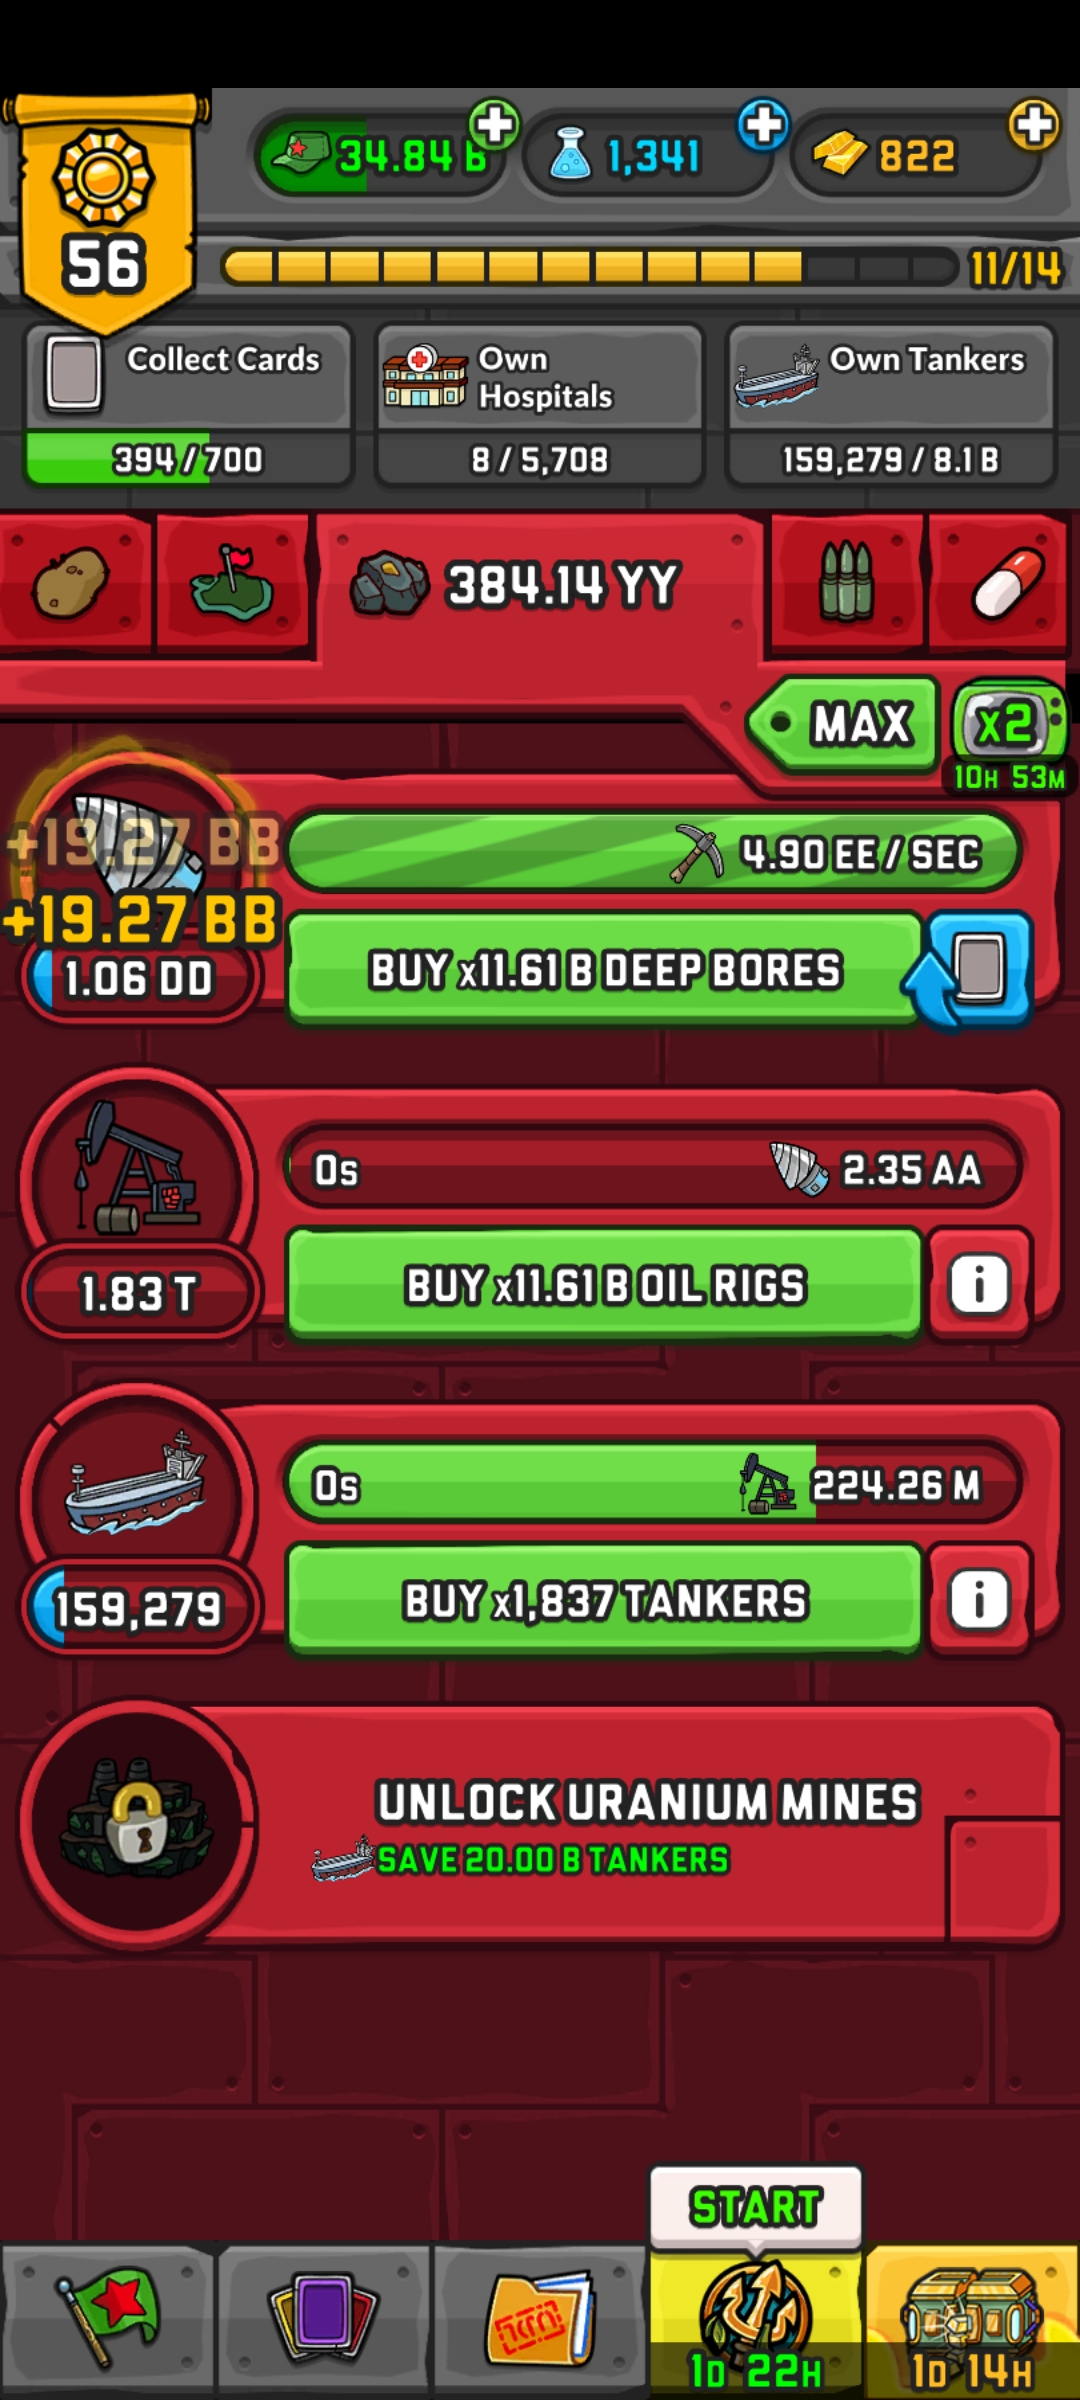 56
34.84 B
1,341
822
11/14
Collect Cards
394/700
Own
Hospitals
8/5,708
Own Tankers
159,279/8.1 B
384.14 YY
MAX
x2
10H 53M
+19.27 BB
+19.27 BB
1.06 DD
4.90 EE/SEC
BUY x11.61 B DEEP BORES
0s
2.35 AA
1.83 T
BUY x11.61 B OIL RIGS
i
0s
224.26 M
159,279
BUY x1,837 TANKERS
i
UNLOCK URANIUM MINES
SAVE 20.00 B TANKERS
START
1D 22H
1D 14H